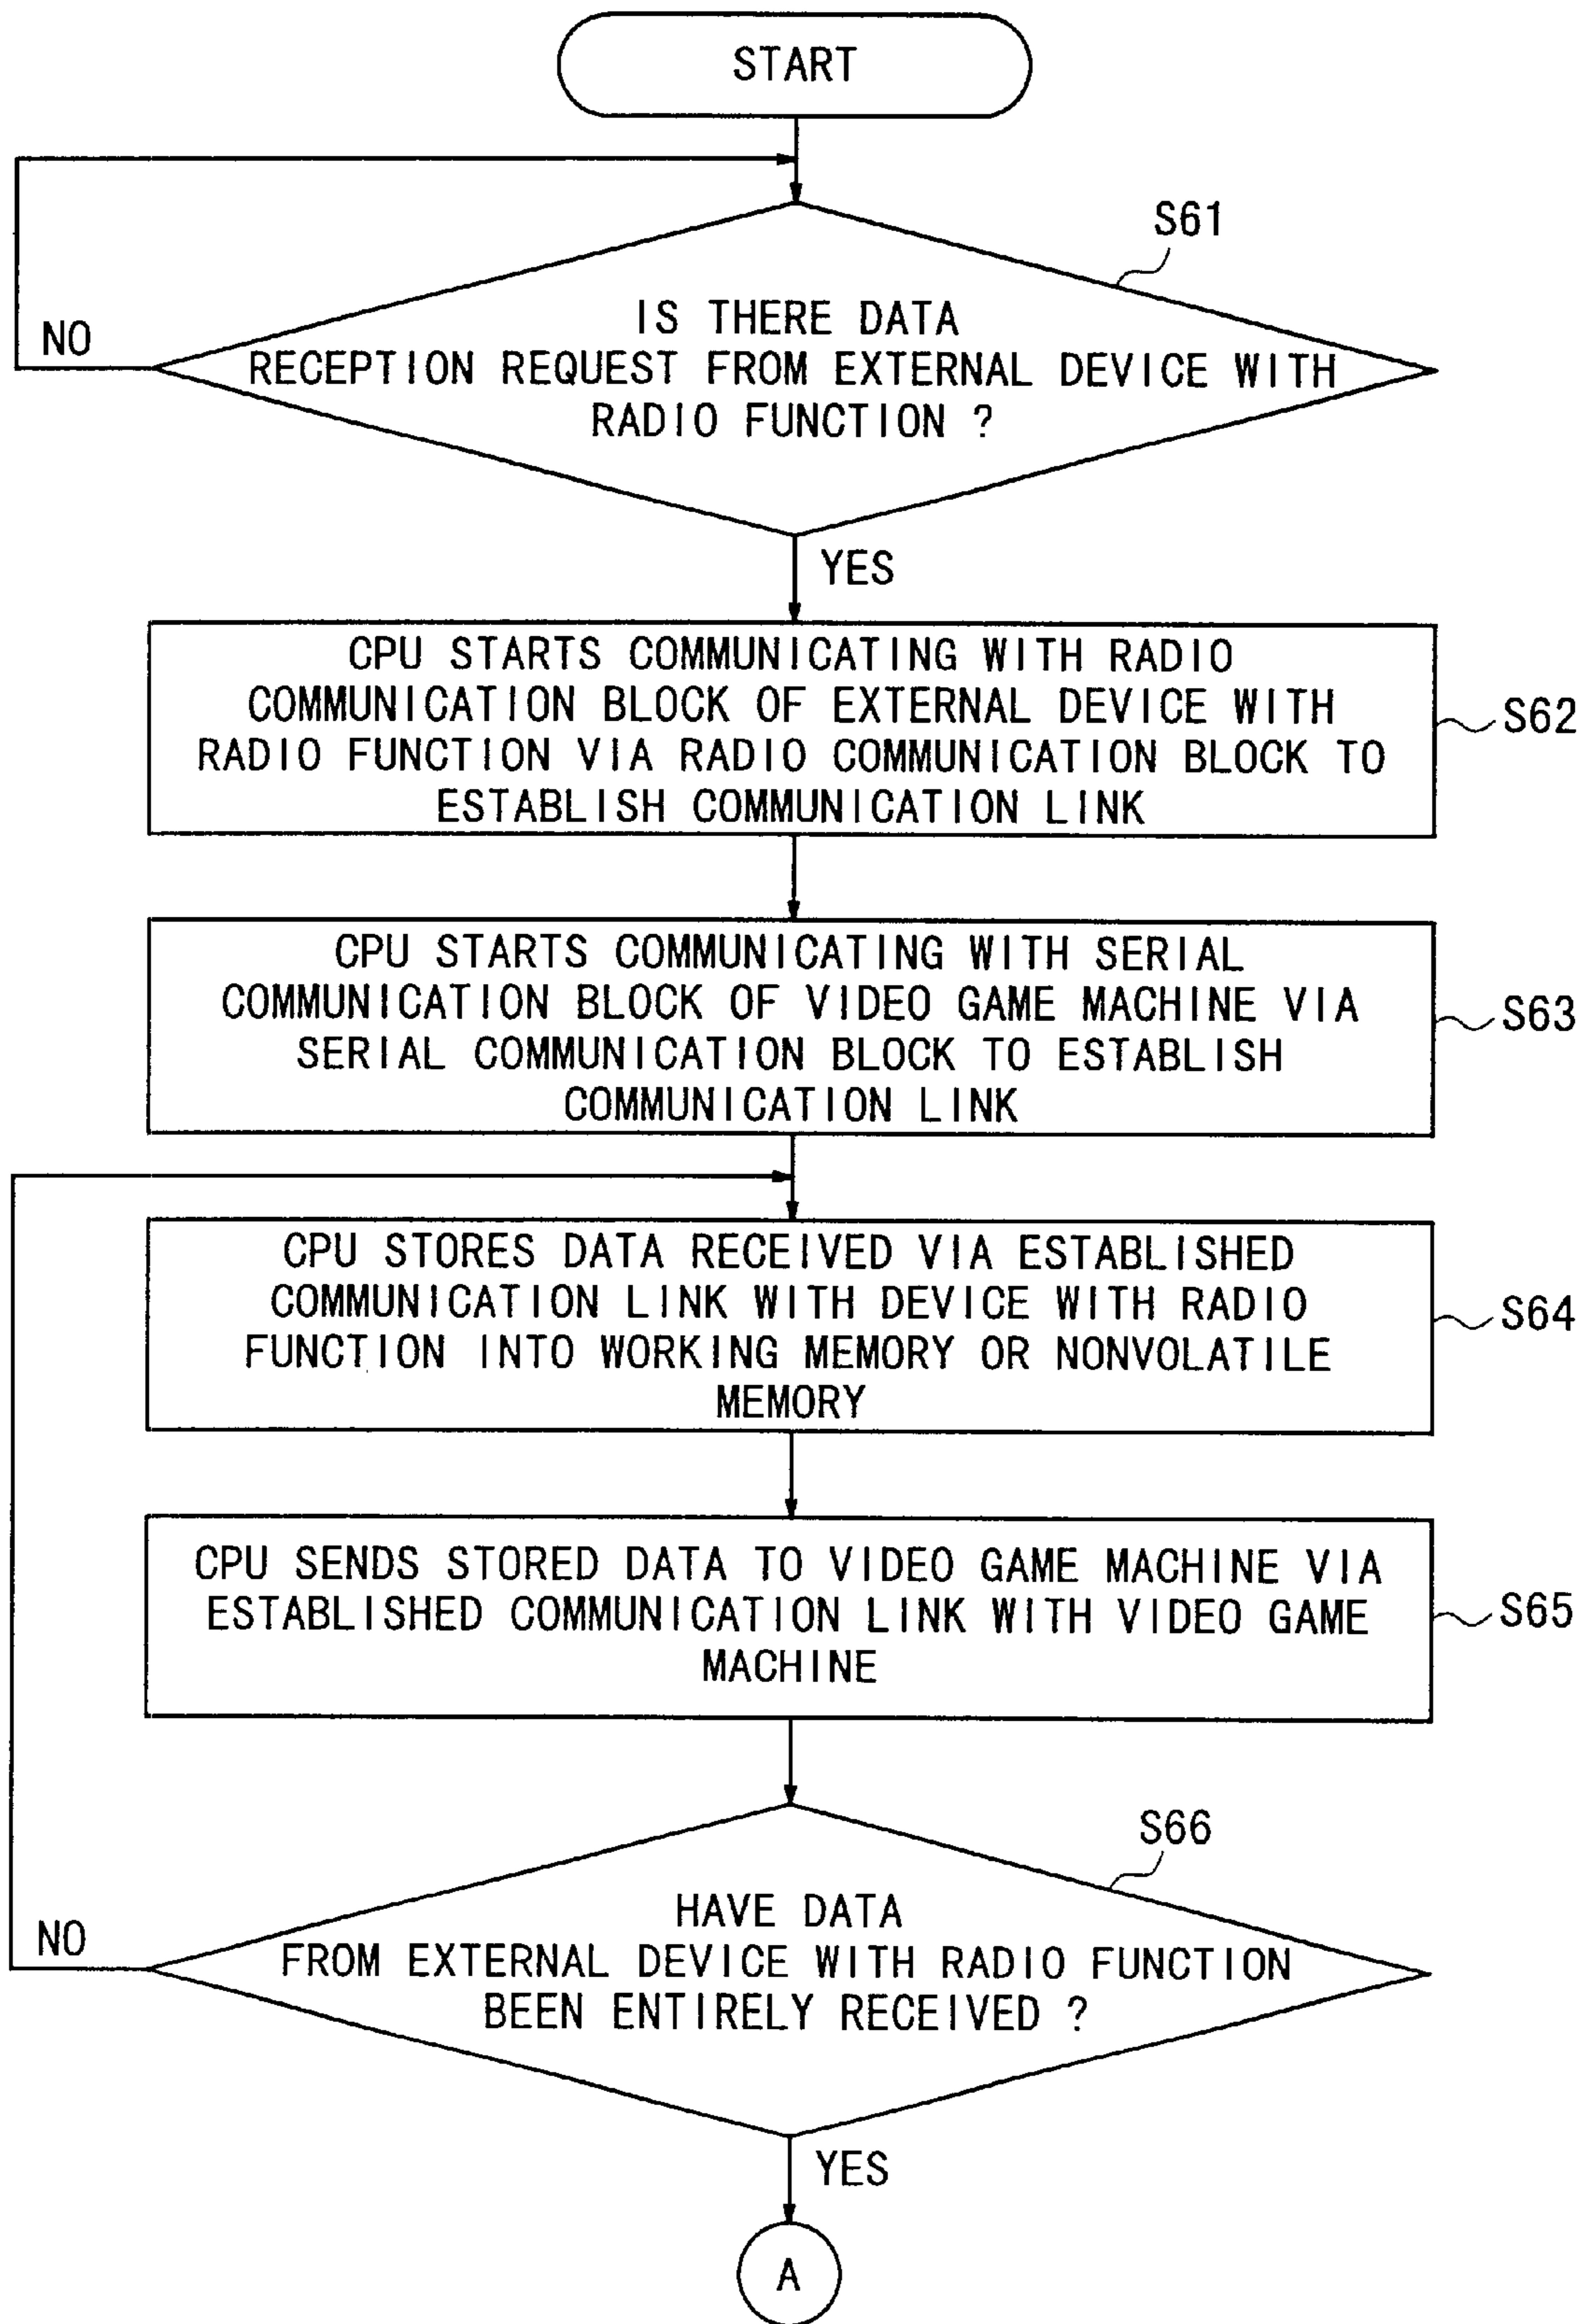 START
S61
IS THERE DATA
RECEPTION REQUEST FROM EXTERNAL DEVICE WITH
RADIO FUNCTION ?
NO
YES
CPU STARTS COMMUNICATING WITH RADIO
COMMUNICATION BLOCK OF EXTERNAL DEVICE WITH
RADIO FUNCTION VIA RADIO COMMUNICATION BLOCK TO
ESTABLISH COMMUNICATION LINK
S62
CPU STARTS COMMUNICATING WITH SERIAL
COMMUNICATION BLOCK OF VIDEO GAME MACHINE VIA
SERIAL COMMUNICATION BLOCK TO ESTABLISH
COMMUNICATION LINK
S63
CPU STORES DATA RECEIVED VIA ESTABLISHED
COMMUNICATION LINK WITH DEVICE WITH RADIO
FUNCTION INTO WORKING MEMORY OR NONVOLATILE
MEMORY
S64
CPU SENDS STORED DATA TO VIDEO GAME MACHINE VIA
ESTABLISHED COMMUNICATION LINK WITH VIDEO GAME
MACHINE
S65
S66
HAVE DATA
FROM EXTERNAL DEVICE WITH RADIO FUNCTION
BEEN ENTIRELY RECEIVED ?
NO
YES
A